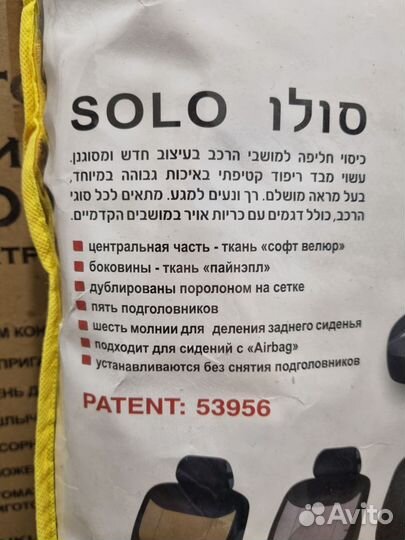 SOLO סולו
כיסוי חליפה למושבי הרכב בעיצוב חדש ומסוגנן.
עשוי מבד ריפוד קטיפתי באיכות גבוהה במיוחד,
בעל מראה מושלם. רך ונעים למגע. מתאים לכל סוגי
הרכב, כולל דגמים עם כריות אויר במושבים הקדמיים.
центральная часть - ткань «софт велюр»
боковины - ткань «пайнэпл»
дублированы поролоном на сетке
пять подголовников
шесть молнии для деления заднего сиденья
подходит для сидений с «Airbag»
устанавливаются без снятия подголовников
PATENT: 53956
Avito